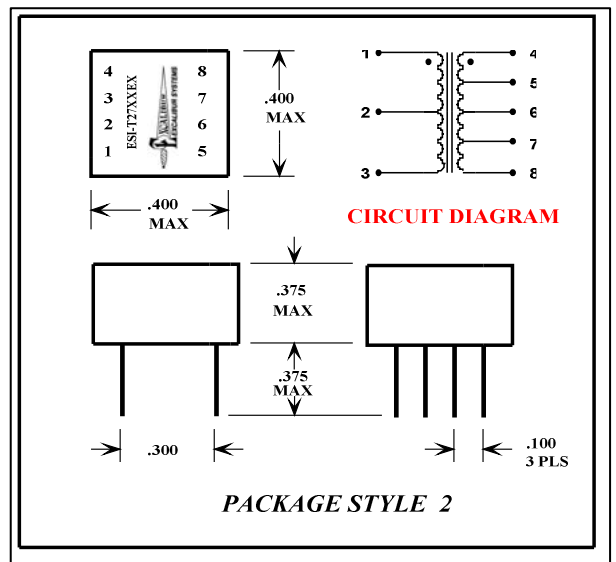 4 8
3 7
2 6
1 5
ESI-T27XXEX
EXCALIBUR
EXCALIBUR SYSTEMS
.400
MAX
.400
MAX
1 4
5
2 6
7
3 8
CIRCUIT DIAGRAM
.375
MAX
.375
MAX
.300
.100
3 PLS
PACKAGE STYLE 2